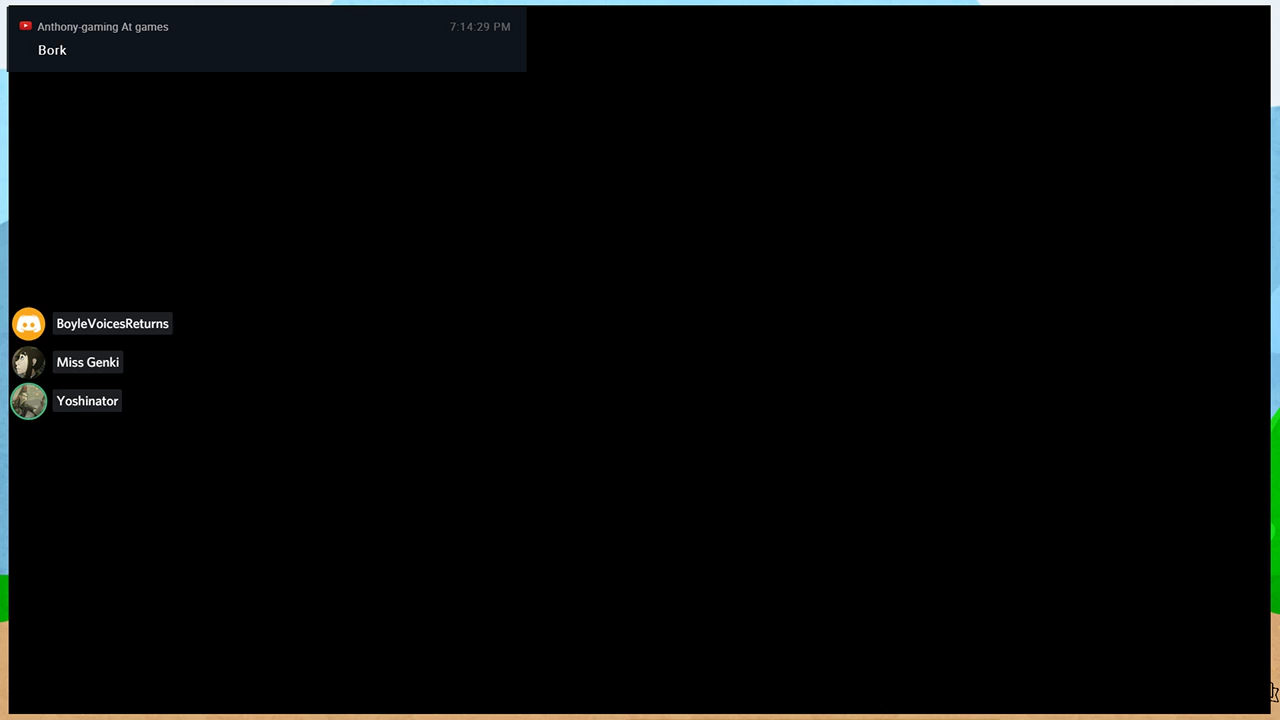 Anthony-gaming At games 7:14:29 PM
Bork
BoyleVoicesReturns
Miss Genki
Yoshinator